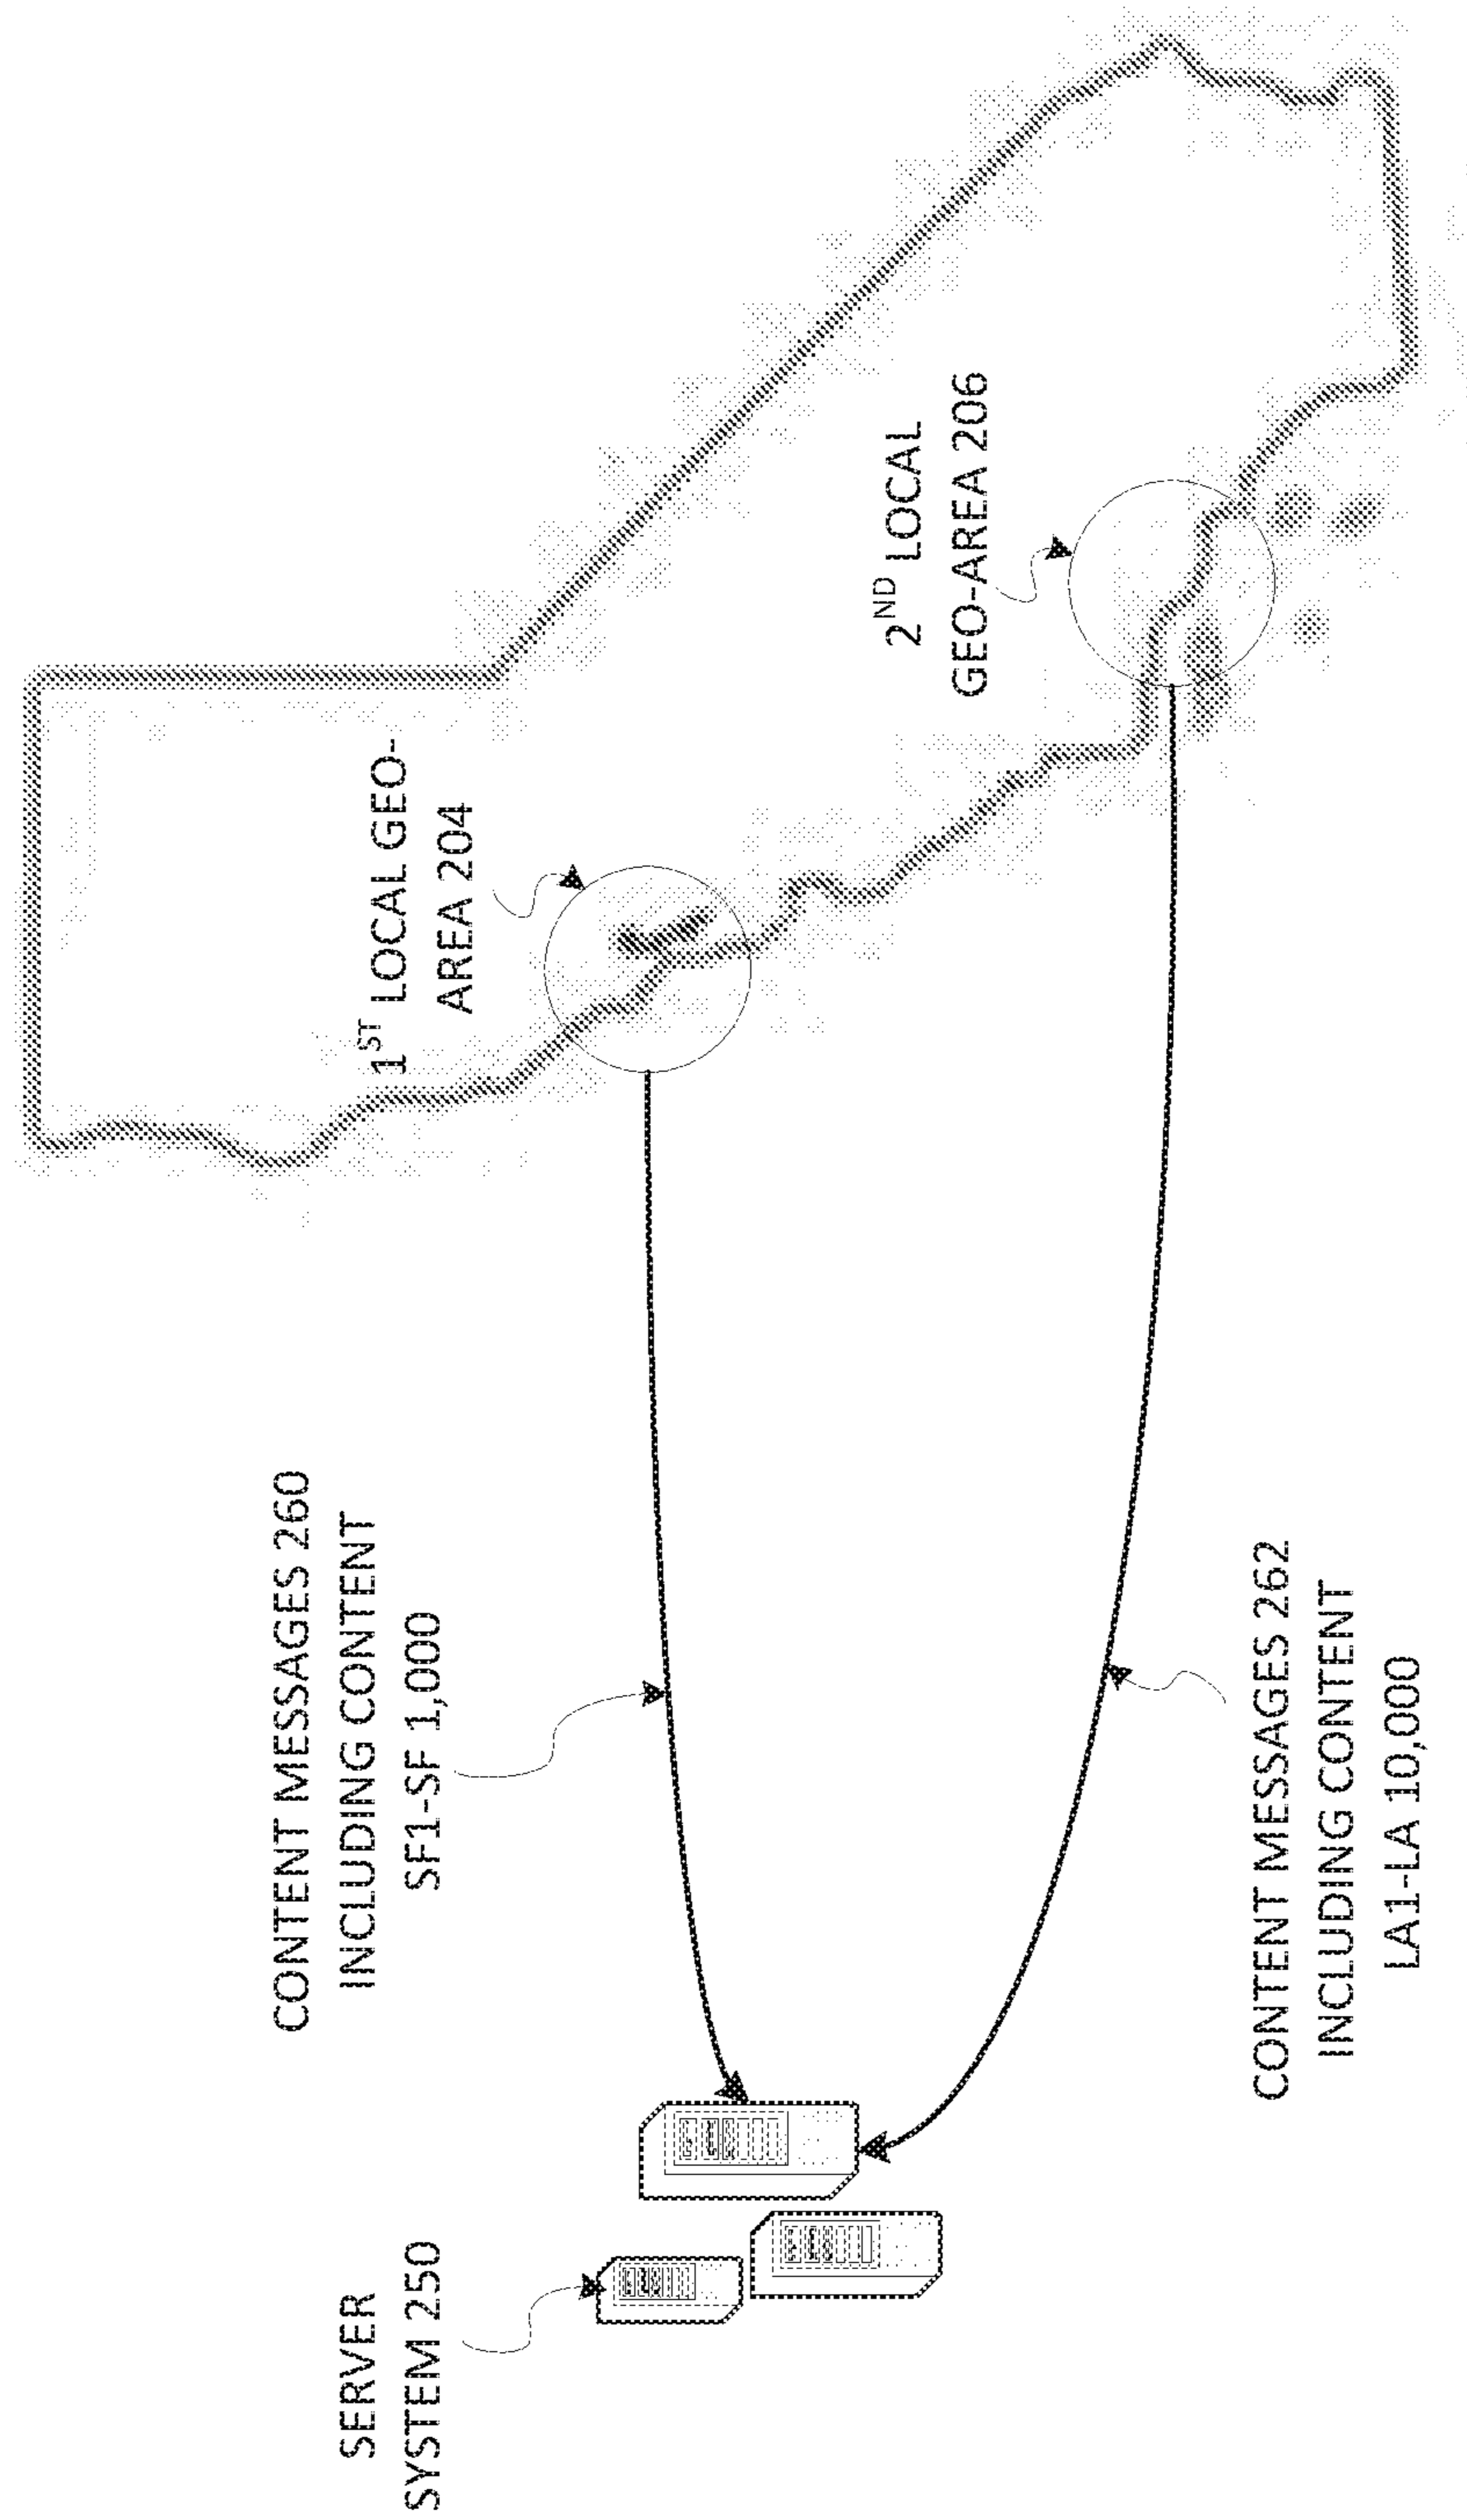 SERVER
SYSTEM 250
CONTENT MESSAGES 260
INCLUDING CONTENT
SF1-SF 1,000
1ST LOCAL GEO-
AREA 204
2ND LOCAL
GEO-AREA 206
CONTENT MESSAGES 262
INCLUDING CONTENT
LA1-LA 10,000